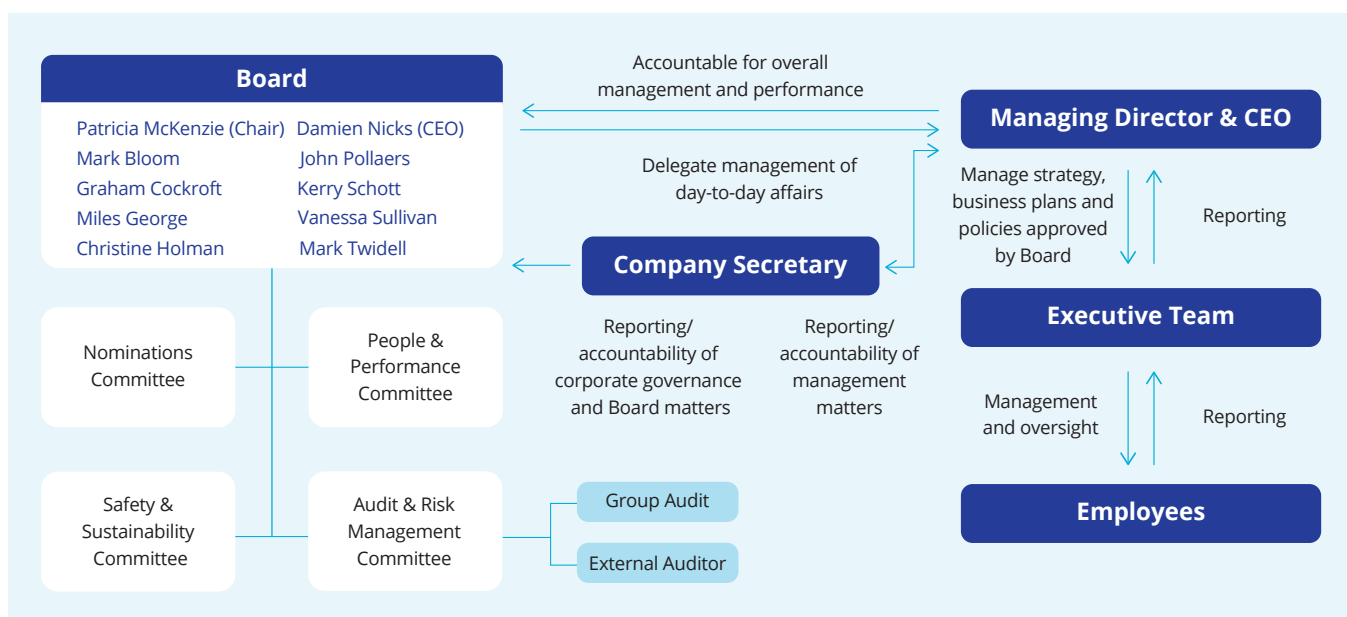 Board
Patricia McKenzie (Chair) Damien Nicks (CEO)
Mark Bloom John Pollaers
Graham Cockroft Kerry Schott
Miles George Vanessa Sullivan
Christine Holman Mark Twidell
Accountable for overall
management and performance
Delegate management of
day-to-day affairs
Managing Director & CEO
Manage strategy,
business plans and
policies approved
by Board
Reporting
Company Secretary
Reporting/
accountability of
corporate governance
and Board matters
Reporting/
accountability of
management
matters
Executive Team
Management
and oversight
Reporting
Employees
Nominations
Committee
People &
Performance
Committee
Safety &
Sustainability
Committee
Audit & Risk
Management
Committee
Group Audit
External Auditor